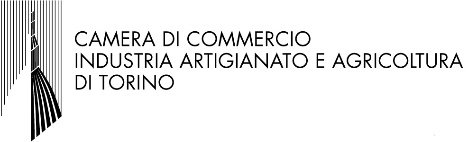 CAMERA DI COMMERCIO
INDUSTRIA ARTIGIANATO E AGRICOLTURA
DI TORINO